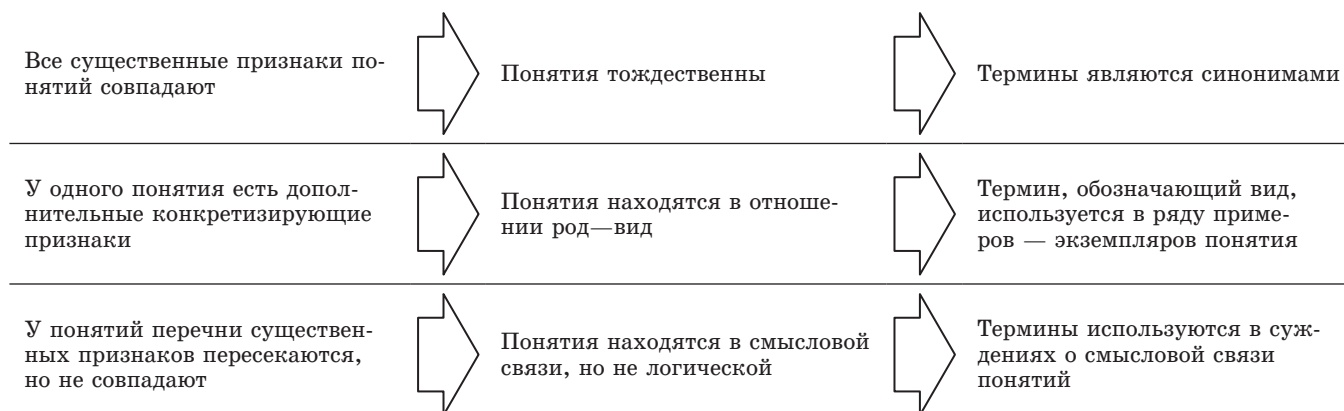 Все существенные признаки по-
нятий совпадают
Понятия тождественны
Термины являются синонимами
У одного понятия есть допол-
нительные конкретизирующие
признаки
Понятия находятся в отноше-
нии род—вид
Термин, обозначающий вид,
используется в ряду приме-
ров — экземпляров понятия
У понятий перечни существен-
ных признаков пересекаются,
но не совпадают
Понятия находятся в смысловой
связи, но не логической
Термины используются в суж-
дениях о смысловой связи
понятий